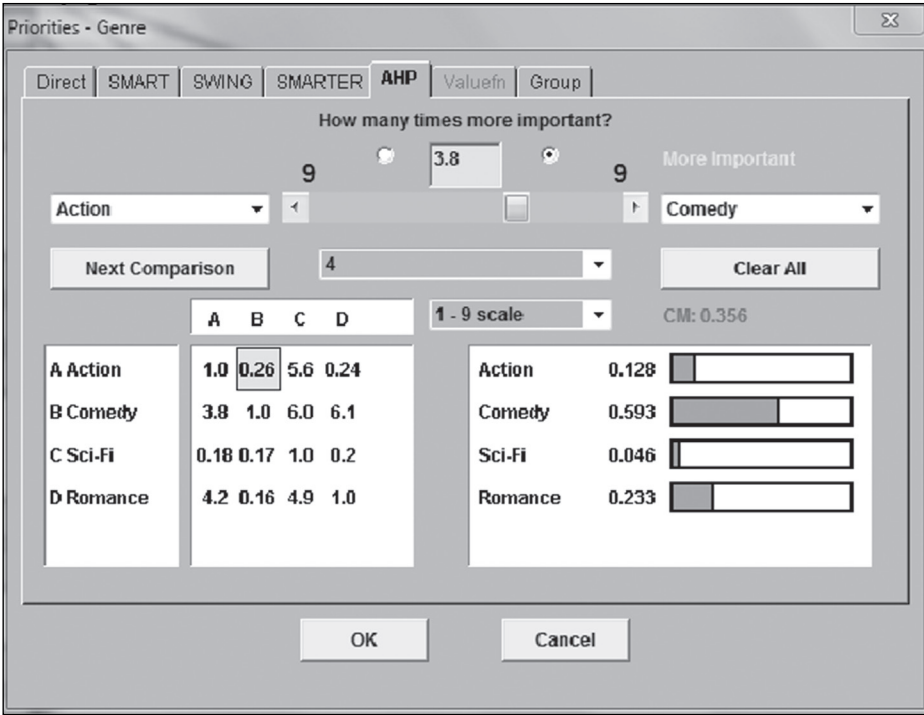 Priorities - Genre
Direct SMART SWING SMARTER AHP Valuefn Group
How many times more important?
9 3.8 9 More Important
Action Comedy
Next Comparison 4 Clear All
A B C D 1 - 9 scale CM: 0.356
A Action 1.0 0.26 5.6 0.24 Action 0.128
B Comedy 3.8 1.0 6.0 6.1 Comedy 0.593
C Sci-Fi 0.18 0.17 1.0 0.2 Sci-Fi 0.046
D Romance 4.2 0.16 4.9 1.0 Romance 0.233
OK Cancel